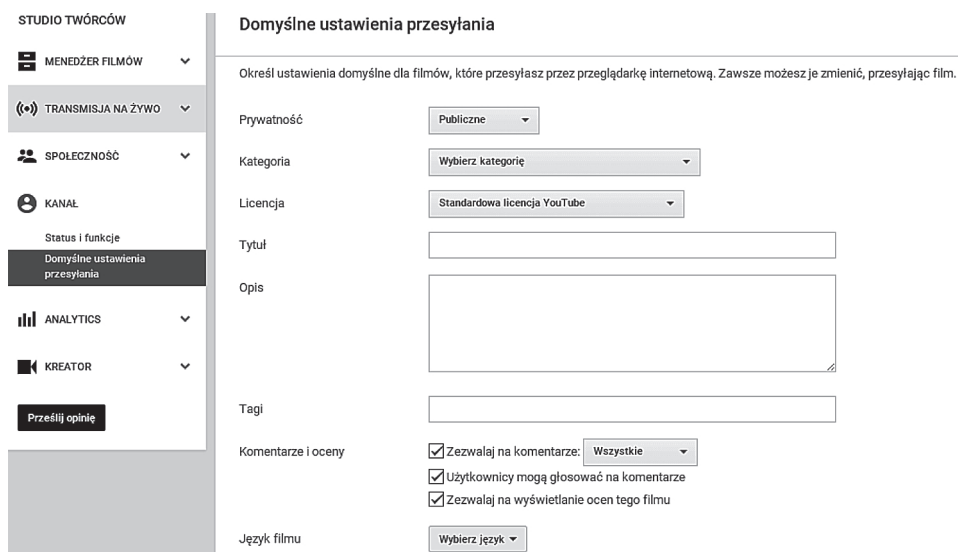 STUDIO TWÓRCÓW
MENEDŻER FILMÓW
TRANSMISJA NA ŻYWO
SPOŁECZNOŚĆ
KANAŁ
Status i funkcje
Domyślne ustawienia
przesyłania
ANALYTICS
KREATOR
Prześlij opinię
Domyślne ustawienia przesyłania
Określ ustawienia domyślne dla filmów, które przesyłasz przez przeglądarkę internetową. Zawsze możesz je zmienić, przesyłając film.
Prywatność Publiczne
Kategoria Wybierz kategorię
Licencja Standardowa licencja YouTube
Tytuł
Opis
Tagi
Komentarze i oceny Zezwalaj na komentarze: Wszystkie
Użytkownicy mogą głosować na komentarze
Zezwalaj na wyświetlanie ocen tego filmu
Język filmu Wybierz język